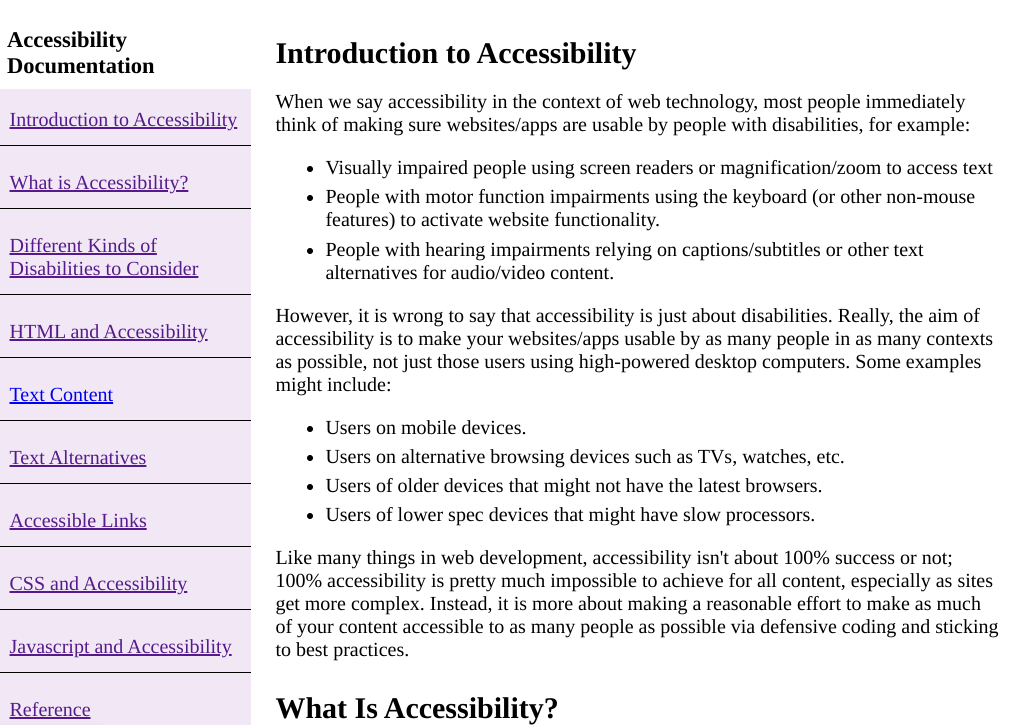 Accessibility
Documentation
Introduction to Accessibility
What is Accessibility?
Different Kinds of
Disabilities to Consider
HTML and Accessibility
Text Content
Text Alternatives
Accessible Links
CSS and Accessibility
Javascript and Accessibility
Reference
Introduction to Accessibility
When we say accessibility in the context of web technology, most people immediately
think of making sure websites/apps are usable by people with disabilities, for example:
• Visually impaired people using screen readers or magnification/zoom to access text
• People with motor function impairments using the keyboard (or other non-mouse
features) to activate website functionality.
• People with hearing impairments relying on captions/subtitles or other text
alternatives for audio/video content.
However, it is wrong to say that accessibility is just about disabilities. Really, the aim of
accessibility is to make your websites/apps usable by as many people in as many contexts
as possible, not just those users using high-powered desktop computers. Some examples
might include:
• Users on mobile devices.
• Users on alternative browsing devices such as TVs, watches, etc.
• Users of older devices that might not have the latest browsers.
• Users of lower spec devices that might have slow processors.
Like many things in web development, accessibility isn't about 100% success or not;
100% accessibility is pretty much impossible to achieve for all content, especially as sites
get more complex. Instead, it is more about making a reasonable effort to make as much
of your content accessible to as many people as possible via defensive coding and sticking
to best practices.
What Is Accessibility?